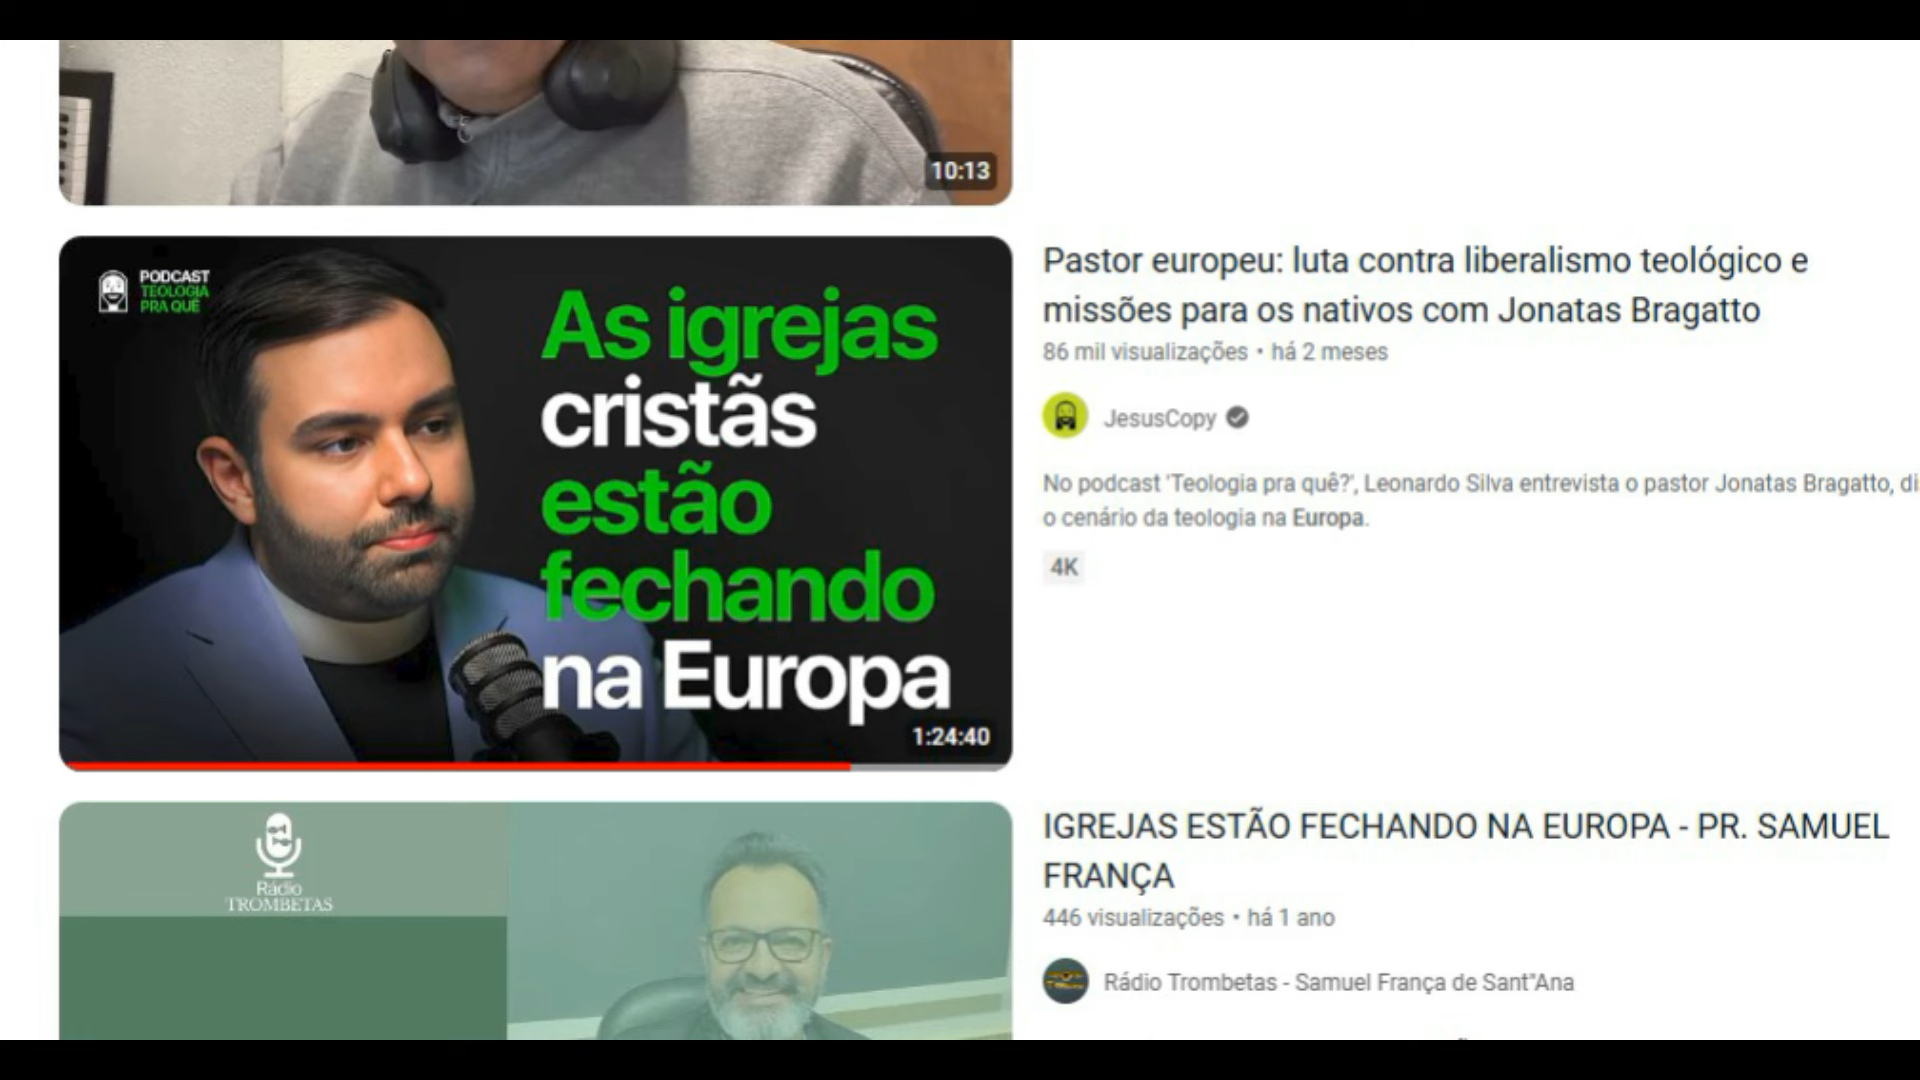 10:13
PODCAST
TEOLOGIA
PRA QUÊ
As igrejas
cristãs
estão
fechando
na Europa
1:24:40
Pastor europeu: luta contra liberalismo teológico e
missões para os nativos com Jonatas Bragatto
86 mil visualizações • há 2 meses
JesusCopy
No podcast 'Teologia pra quê?', Leonardo Silva entrevista o pastor Jonatas Bragatto, di
o cenário da teologia na Europa.
4K
Rádio
TROMBETAS
IGREJAS ESTÃO FECHANDO NA EUROPA - PR. SAMUEL
FRANÇA
446 visualizações • há 1 ano
Rádio Trombetas - Samuel França de Sant"Ana